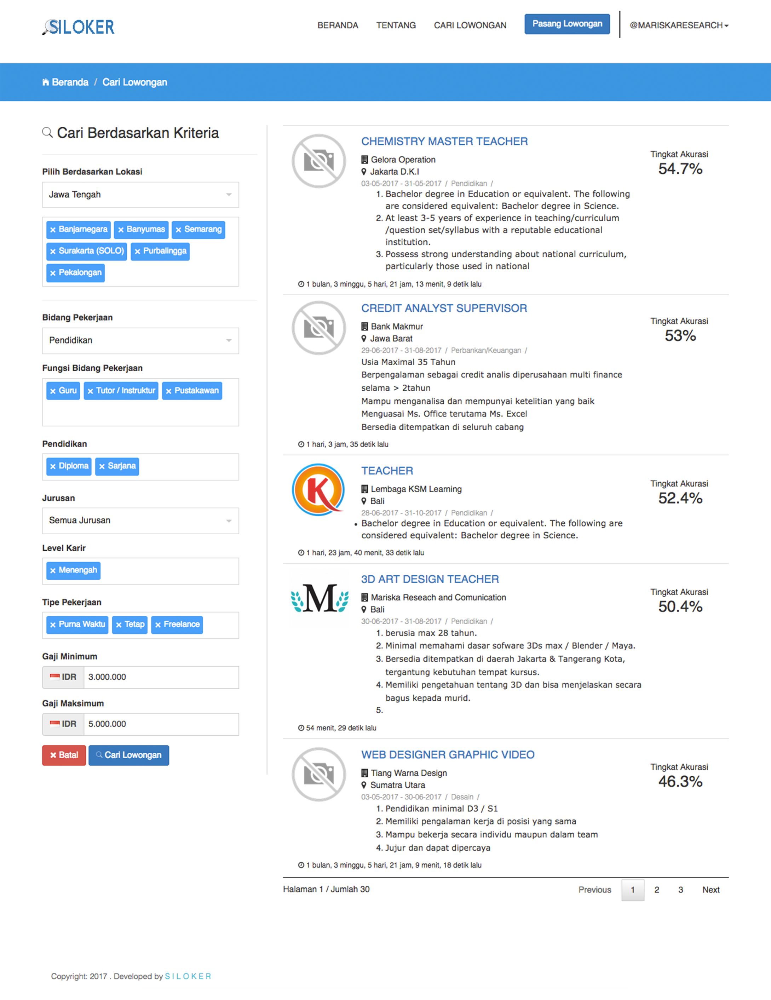 SILOKER
BERANDA TENTANG CARI LOWONGAN Pasang Lowongan @MARISKARESEARCH
Beranda / Cari Lowongan
Cari Berdasarkan Kriteria
Pilih Berdasarkan Lokasi
Jawa Tengah
× Banjarnegara × Banyumas × Semarang
× Surakarta (SOLO) × Purbalingga
× Pekalongan
Bidang Pekerjaan
Pendidikan
Fungsi Bidang Pekerjaan
× Guru × Tutor / Instruktur × Pustakawan
Pendidikan
× Diploma × Sarjana
Jurusan
Semua Jurusan
Level Karir
× Menengah
Tipe Pekerjaan
× Purna Waktu × Tetap × Freelance
Gaji Minimum
IDR 3.000.000
Gaji Maksimum
IDR 5.000.000
× Batal Cari Lowongan
CHEMISTRY MASTER TEACHER
Gelora Operation
Jakarta D.K.I
03-05-2017 - 31-05-2017 / Pendidikan /
1. Bachelor degree in Education or equivalent. The following
are considered equivalent: Bachelor degree in Science.
2. At least 3-5 years of experience in teaching/curriculum
/question set/syllabus with a reputable educational
institution.
3. Possess strong understanding about national curriculum,
particularly those used in national
1 bulan, 3 minggu, 5 hari, 21 jam, 13 menit, 9 detik lalu
Tingkat Akurasi
54.7%
CREDIT ANALYST SUPERVISOR
Bank Makmur
Jawa Barat
29-06-2017 - 31-08-2017 / Perbankan/Keuangan /
Usia Maximal 35 Tahun
Berpengalaman sebagai credit analis diperusahaan multi finance
selama > 2tahun
Mampu menganalisa dan mempunyai ketelitian yang baik
Menguasai Ms. Office terutama Ms. Excel
Bersedia ditempatkan di seluruh cabang
1 hari, 3 jam, 35 detik lalu
Tingkat Akurasi
53%
K
TEACHER
Lembaga KSM Learning
Bali
28-06-2017 - 31-10-2017 / Pendidikan /
• Bachelor degree in Education or equivalent. The following are
considered equivalent: Bachelor degree in Science.
1 hari, 23 jam, 40 menit, 33 detik lalu
Tingkat Akurasi
52.4%
M
3D ART DESIGN TEACHER
Mariska Reseach and Comunication
Bali
30-06-2017 - 31-08-2017 / Pendidikan /
1. berusia max 28 tahun.
2. Minimal memahami dasar sofware 3Ds max / Blender / Maya.
3. Bersedia ditempatkan di daerah Jakarta & Tangerang Kota,
tergantung kebutuhan tempat kursus.
4. Memiliki pengetahuan tentang 3D dan bisa menjelaskan secara
bagus kepada murid.
5.
54 menit, 29 detik lalu
Tingkat Akurasi
50.4%
WEB DESIGNER GRAPHIC VIDEO
Tiang Warna Design
Sumatra Utara
03-05-2017 - 30-06-2017 / Desain /
1. Pendidikan minimal D3 / S1
2. Memiliki pengalaman kerja di posisi yang sama
3. Mampu bekerja secara individu maupun dalam team
4. Jujur dan dapat dipercaya
1 bulan, 3 minggu, 5 hari, 21 jam, 9 menit, 18 detik lalu
Tingkat Akurasi
46.3%
Halaman 1 / Jumlah 30
Previous 1 2 3 Next
Copyright: 2017 . Developed by SILOKER